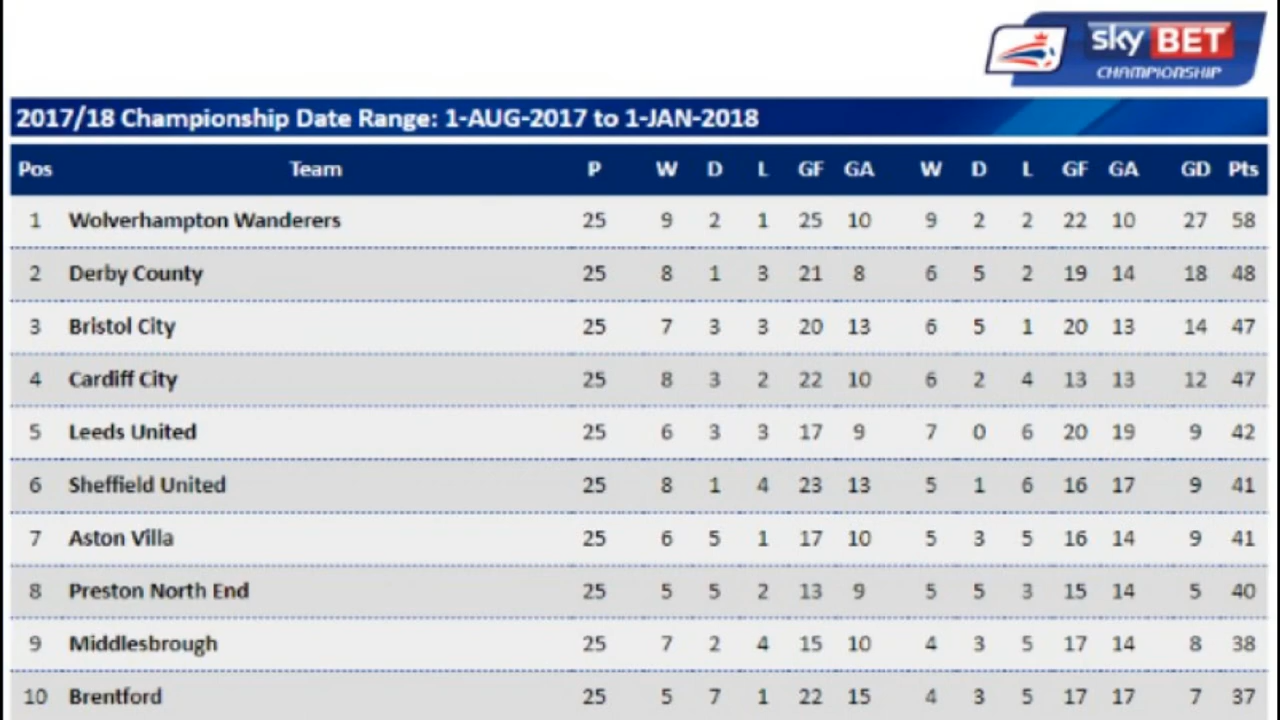 sky BET
CHAMPIONSHIP
2017/18 Championship Date Range: 1-AUG-2017 to 1-JAN-2018
Pos Team P W D L GF GA W D L GF GA GD Pts
1 Wolverhampton Wanderers 25 9 2 1 25 10 9 2 2 22 10 27 58
2 Derby County 25 8 1 3 21 8 6 5 2 19 14 18 48
3 Bristol City 25 7 3 3 20 13 6 5 1 20 13 14 47
4 Cardiff City 25 8 3 2 22 10 6 2 4 13 13 12 47
5 Leeds United 25 6 3 3 17 9 7 0 6 20 19 9 42
6 Sheffield United 25 8 1 4 23 13 5 1 6 16 17 9 41
7 Aston Villa 25 6 5 1 17 10 5 3 5 16 14 9 41
8 Preston North End 25 5 5 2 13 9 5 5 3 15 14 5 40
9 Middlesbrough 25 7 2 4 15 10 4 3 5 17 14 8 38
10 Brentford 25 5 7 1 22 15 4 3 5 17 17 7 37